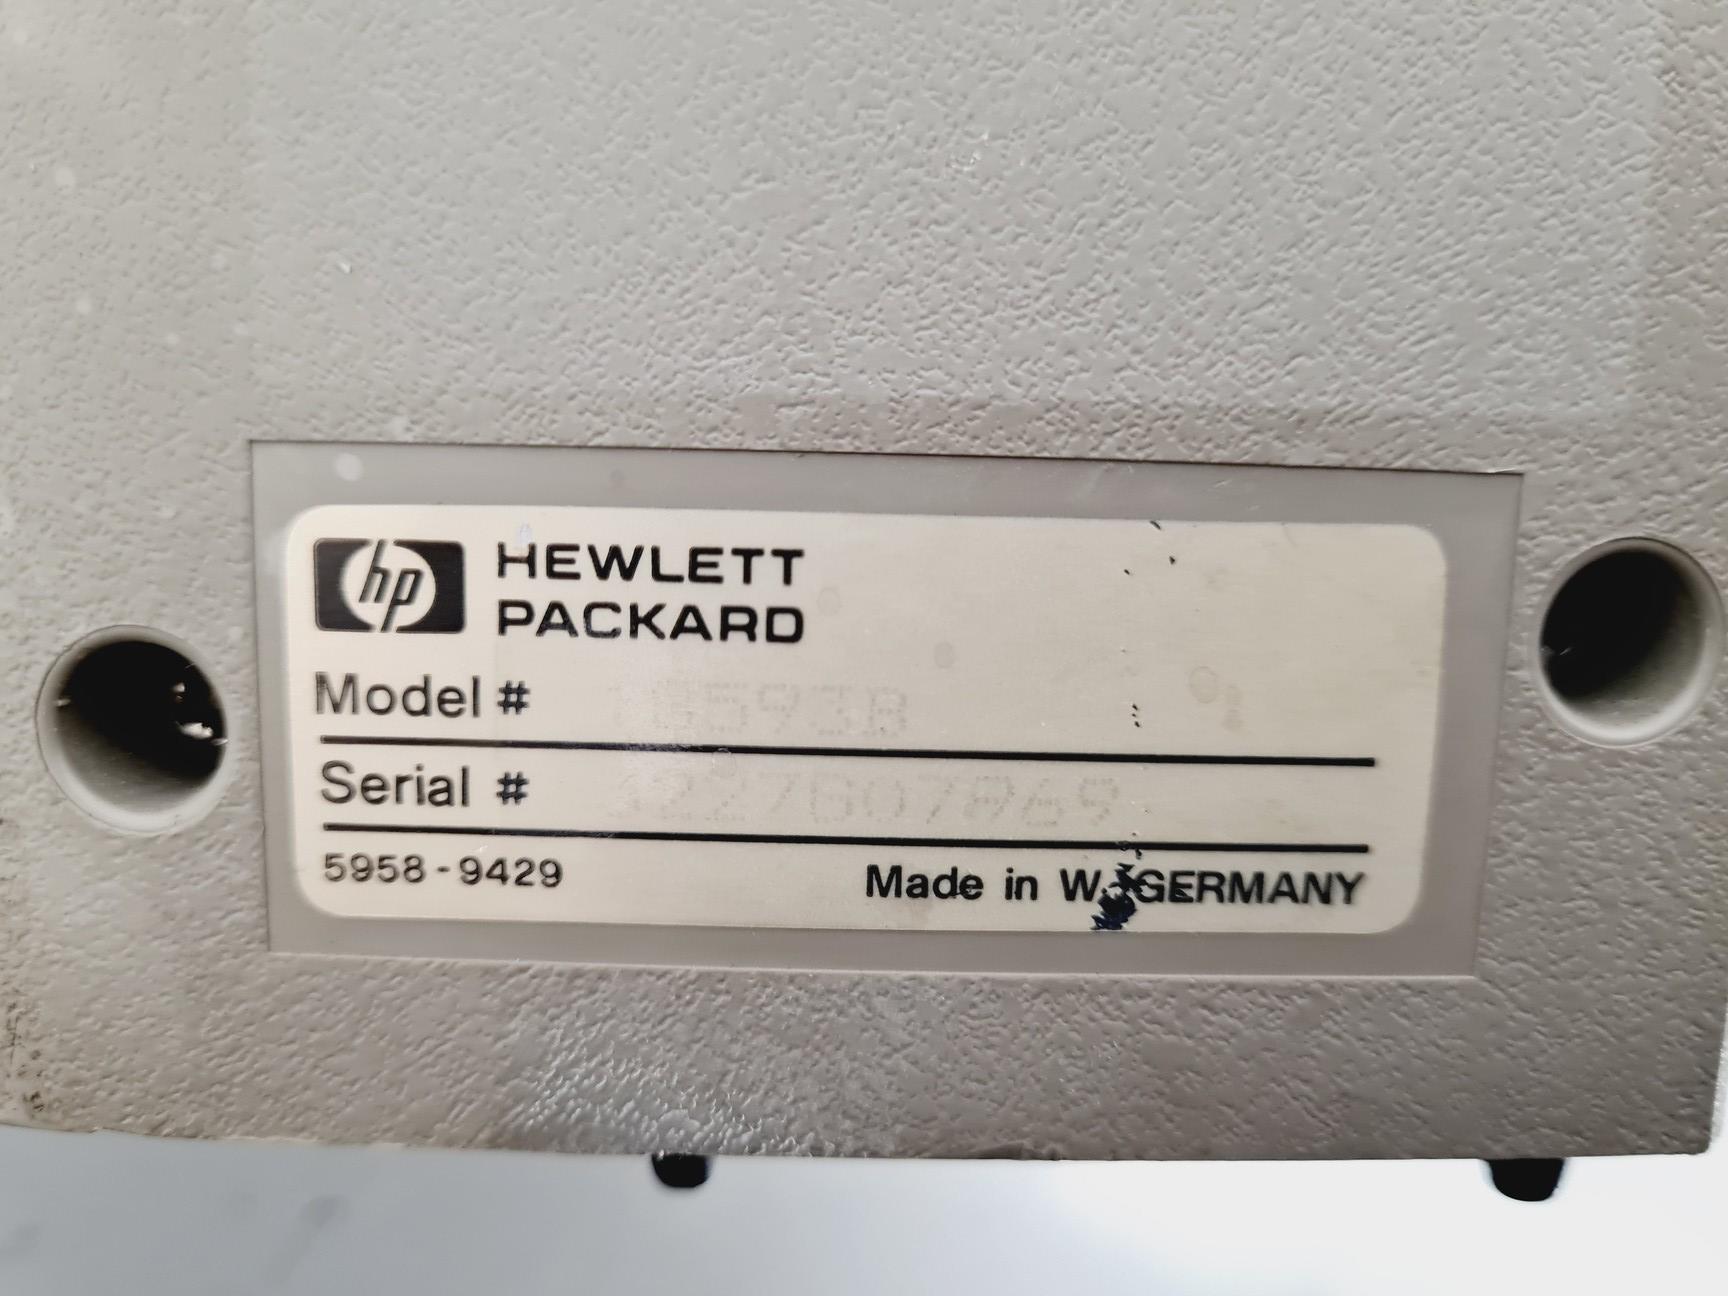 hp HEWLETT
PACKARD
Model #
Serial #
5958-9429
Made in W. GERMANY